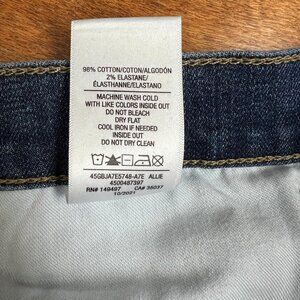 98% COTTON/COTON/ALGODÓN
2% ELASTANE/
ÉLASTHANNE/ELASTANO
MACHINE WASH COLD
WITH LIKE COLORS INSIDE OUT
DO NOT BLEACH
DRY FLAT
COOL IRON IF NEEDED
INSIDE OUT
DO NOT DRY CLEAN
45GBJA7E5748-A7E ALLIE
4500487397
RN# 149497 CA# 36037
10/2021